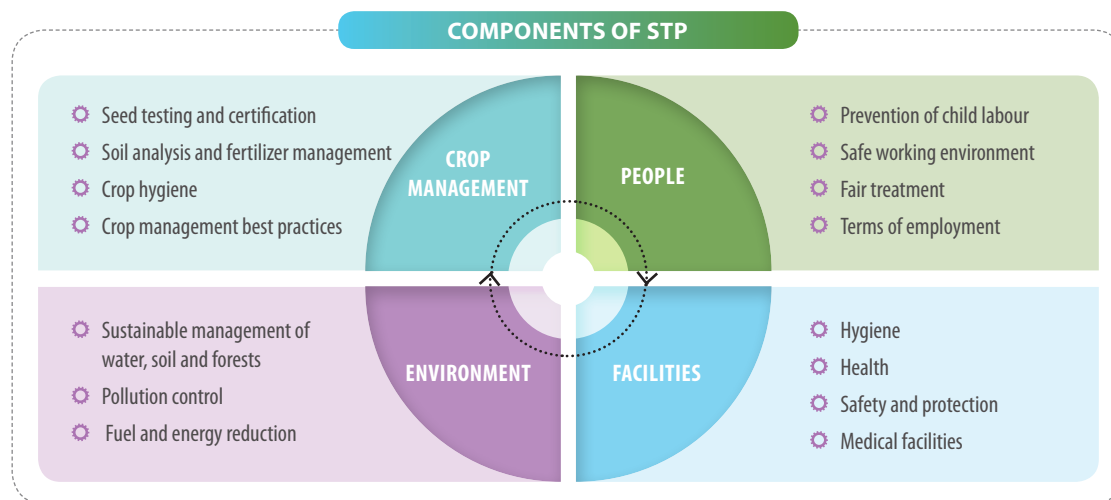 COMPONENTS OF STP
Seed testing and certification
Soil analysis and fertilizer management
Crop hygiene
Crop management best practices
CROP
MANAGEMENT
PEOPLE
Prevention of child labour
Safe working environment
Fair treatment
Terms of employment
Sustainable management of
water, soil and forests
Pollution control
Fuel and energy reduction
ENVIRONMENT
FACILITIES
Hygiene
Health
Safety and protection
Medical facilities